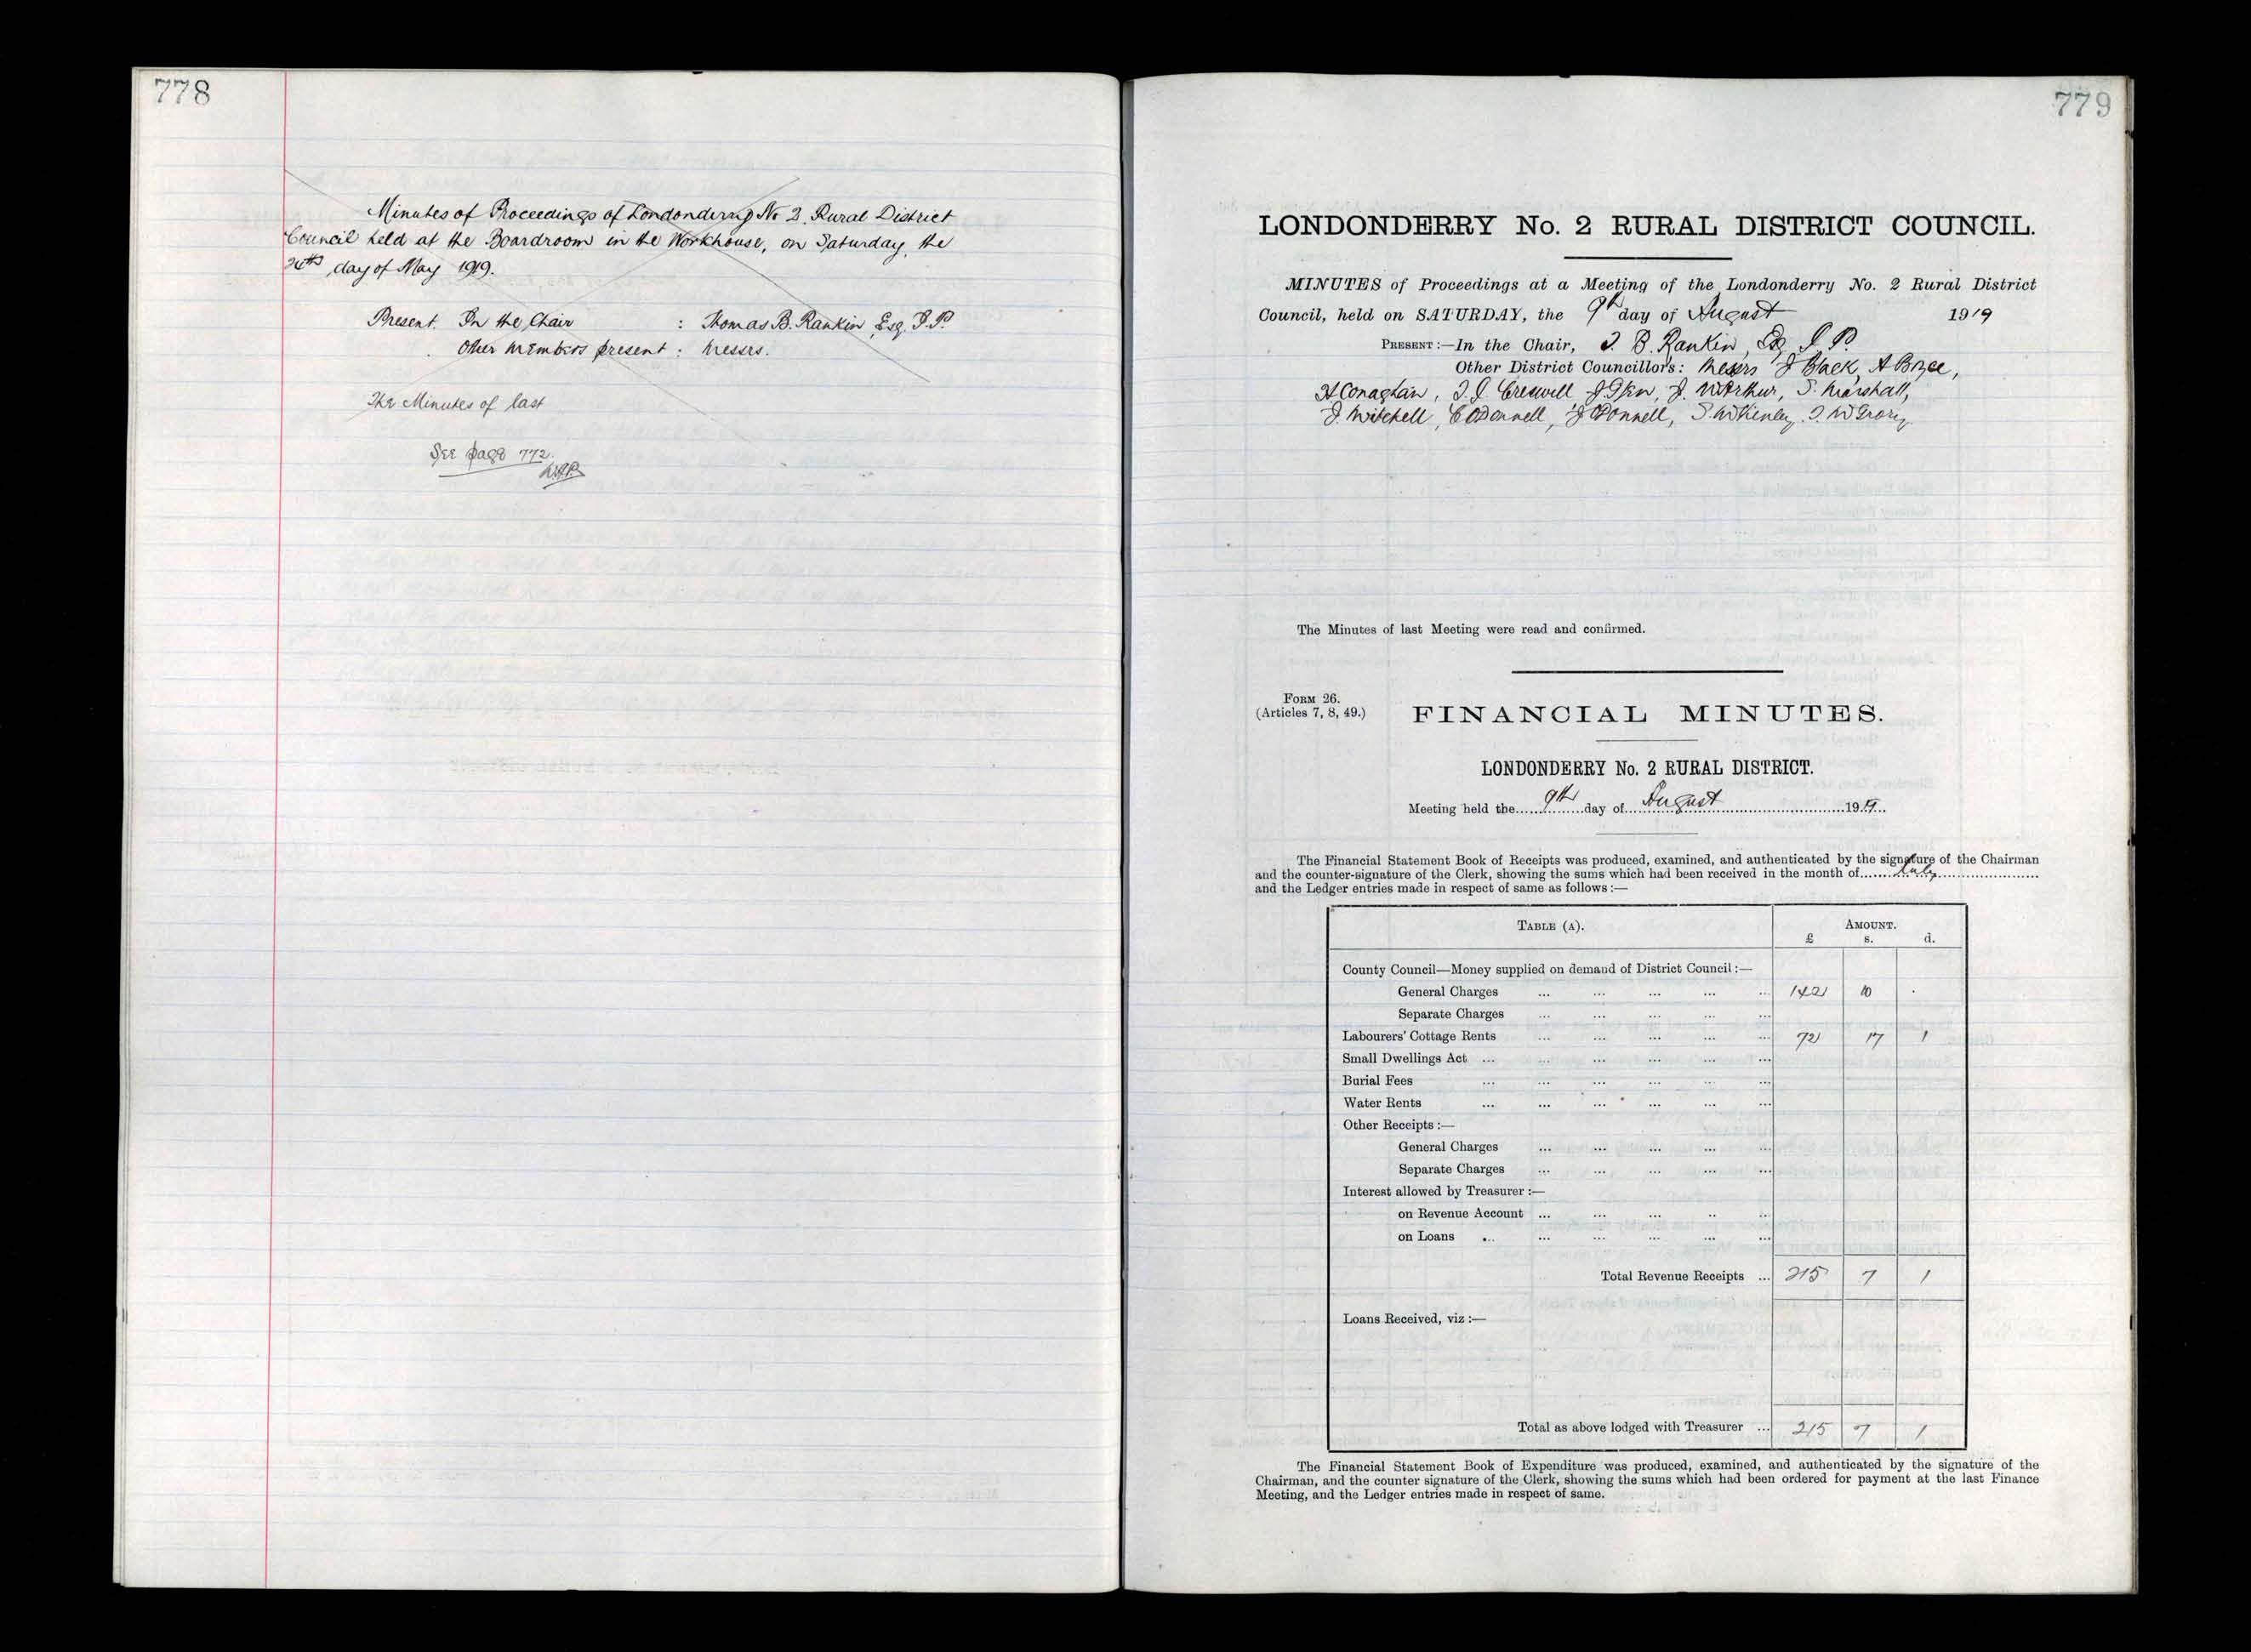 778
Minutes of Proceedings of Londonderry No 2. Rural District
Council held at the Boardroom in the Workhouse, on Saturday, the
24th day of May 1919.
Present. In the Chair : Thomas B. Rankin, Esq. J.P.
Other members present : Messrs.
The Minutes of last
See page 772.
779
LONDONDERRY No. 2 RURAL DISTRICT COUNCIL.
MINUTES of Proceedings at a Meeting of the Londonderry No. 2 Rural District
Council, held on SATURDAY, the 9th day of August 1919
PRESENT:—In the Chair, T. B. Rankin, Esq J P.
Other District Councillors: Messrs J Black, A Boyce,
H Conaghan, T. J. Creswell J Glen, J. McArthur, S. Marshall,
J. Mitchell, C O'Donnell, J O'Donnell, S. McKinley,
The Minutes of last Meeting were read and confirmed.
FORM 26.
(Articles 7, 8, 49.)
FINANCIAL MINUTES.
LONDONDERRY No. 2 RURAL DISTRICT.
Meeting held the......9th......day of......August......1919...
The Financial Statement Book of Receipts was produced, examined, and authenticated by the signature of the Chairman
and the counter-signature of the Clerk, showing the sums which had been received in the month of......July......
and the Ledger entries made in respect of same as follows:—
TABLE (A). AMOUNT.
£ s. d.
County Council—Money supplied on demand of District Council:—
General Charges ... ... ... ... ... 142 10 .
Separate Charges ... ... ... ... ...
Labourers' Cottage Rents ... ... ... ... ... 72 17 1
Small Dwellings Act ... ... ... ... ... ...
Burial Fees ... ... ... ... ... ...
Water Rents ... ... ... ... ... ...
Other Receipts:—
General Charges ... ... ... ... ...
Separate Charges ... ... ... ... ...
Interest allowed by Treasurer:—
on Revenue Account ... ... ... .. ...
on Loans ... ... ... ... ... ...
Total Revenue Receipts ... 215 7 1
Loans Received, viz:—
Total as above lodged with Treasurer ... 215 7 1
The Financial Statement Book of Expenditure was produced, examined, and authenticated by the signature of the
Chairman, and the counter signature of the Clerk, showing the sums which had been ordered for payment at the last Finance
Meeting, and the Ledger entries made in respect of same.